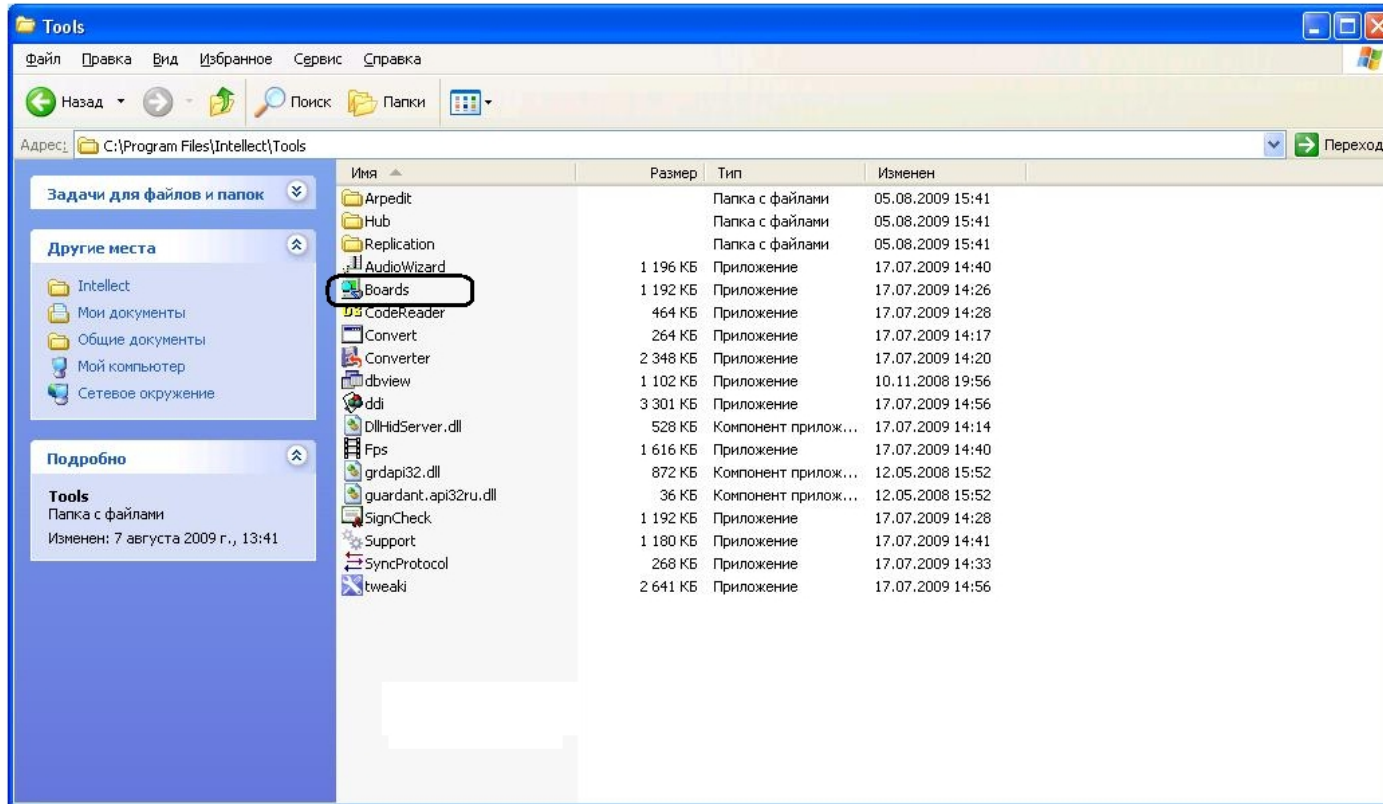 Tools
Файл Правка Вид Избранное Сервис Справка
Назад Поиск Папки
Адрес: C:\Program Files\Intellect\Tools Переход
Имя Размер Тип Изменен
Задачи для файлов и папок
Другие места
Intellect
Мои документы
Общие документы
Мой компьютер
Сетевое окружение
Подробно
Tools
Папка с файлами
Изменен: 7 августа 2009 г., 13:41
Arpedit Папка с файлами 05.08.2009 15:41
Hub Папка с файлами 05.08.2009 15:41
Replication Папка с файлами 05.08.2009 15:41
AudioWizard 1 196 КБ Приложение 17.07.2009 14:40
Boards 1 192 КБ Приложение 17.07.2009 14:26
CodeReader 464 КБ Приложение 17.07.2009 14:28
Convert 264 КБ Приложение 17.07.2009 14:17
Converter 2 348 КБ Приложение 17.07.2009 14:20
dbview 1 102 КБ Приложение 10.11.2008 19:56
ddi 3 301 КБ Приложение 17.07.2009 14:56
DllHidServer.dll 528 КБ Компонент прилож... 17.07.2009 14:14
Fps 1 616 КБ Приложение 17.07.2009 14:40
grdapi32.dll 872 КБ Компонент прилож... 12.05.2008 15:52
guardant.api32ru.dll 36 КБ Компонент прилож... 12.05.2008 15:52
SignCheck 1 192 КБ Приложение 17.07.2009 14:28
Support 1 180 КБ Приложение 17.07.2009 14:41
SyncProtocol 268 КБ Приложение 17.07.2009 14:33
tweaki 2 641 КБ Приложение 17.07.2009 14:56